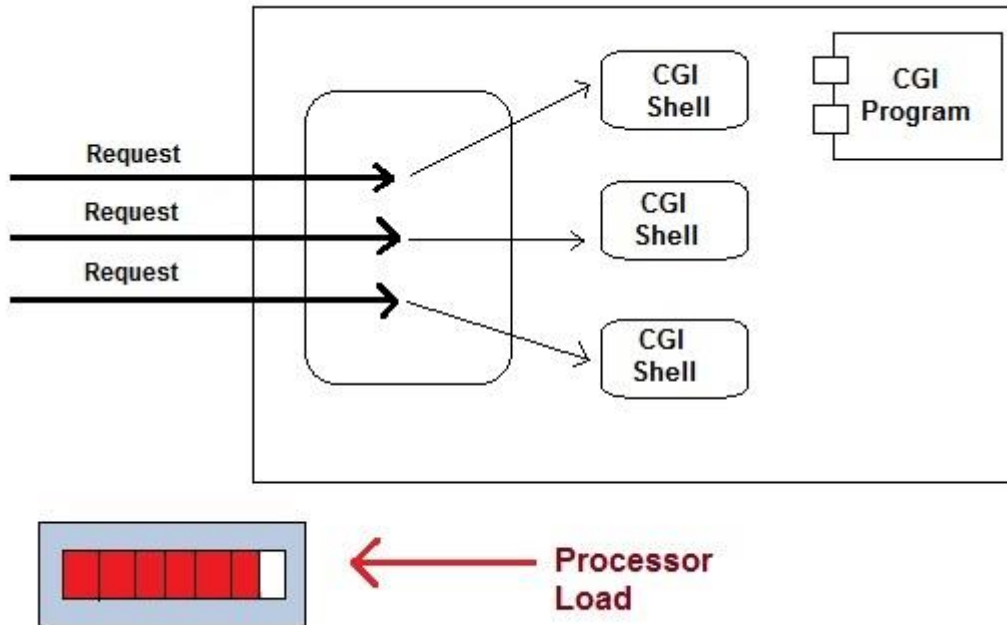 CGI
Shell
CGI
Program
Request
Request
CGI
Shell
Request
CGI
Shell
Processor
Load